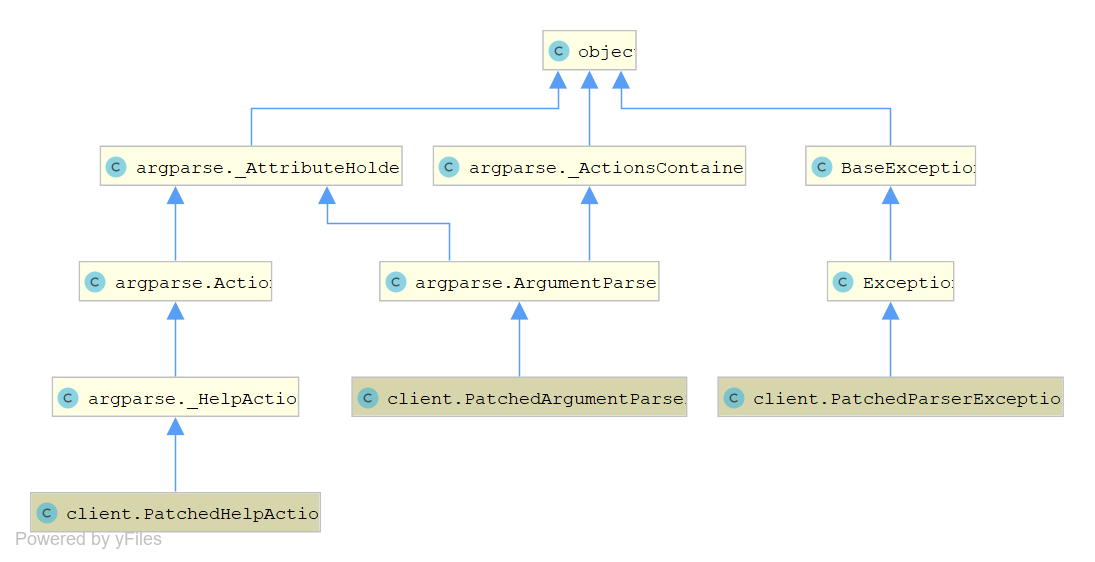 C objec
C argparse._AttributeHolde
C argparse._ActionsContaine
C BaseExceptio
C argparse.Actio
C argparse.ArgumentParse
C Exceptio
C argparse._HelpActio
C client.PatchedArgumentParse
C client.PatchedParserExceptio
C client.PatchedHelpActio
Powered by yFiles